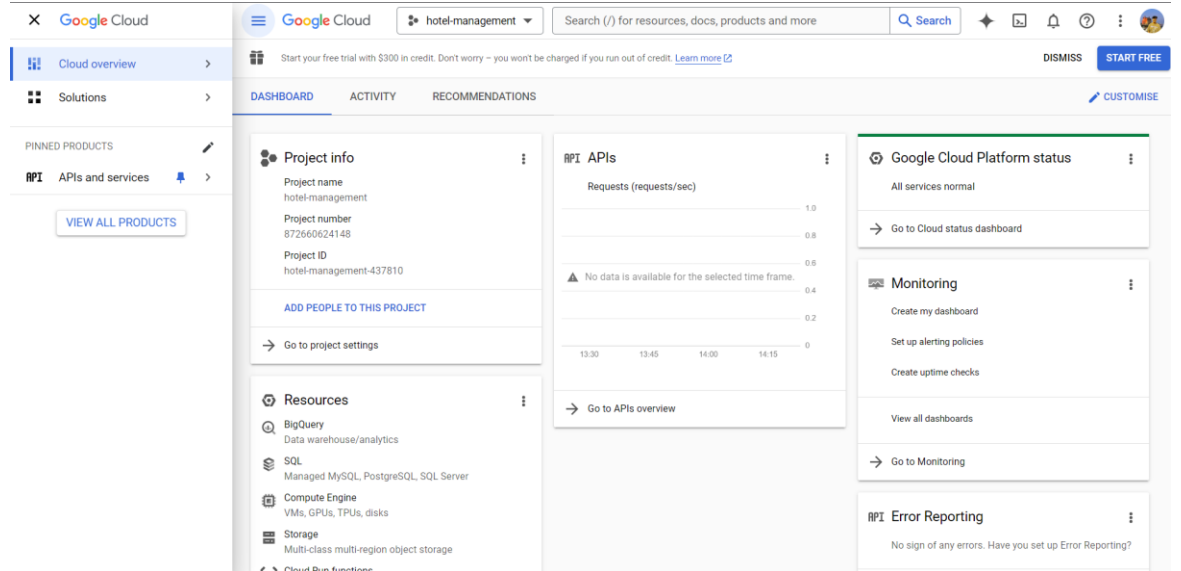 Google Cloud
Cloud overview
Solutions
PINNED PRODUCTS
API APIs and services
VIEW ALL PRODUCTS
Google Cloud
hotel-management
Search (/) for resources, docs, products and more
Search
Start your free trial with $300 in credit. Don't worry – you won't be charged if you run out of credit. Learn more
DISMISS
START FREE
DASHBOARD
ACTIVITY
RECOMMENDATIONS
CUSTOMISE
Project info
Project name
hotel-management
Project number
872660624148
Project ID
hotel-management-437810
ADD PEOPLE TO THIS PROJECT
Go to project settings
Resources
BigQuery
Data warehouse/analytics
SQL
Managed MySQL, PostgreSQL, SQL Server
Compute Engine
VMs, GPUs, TPUs, disks
Storage
Multi-class multi-region object storage
Cloud Run functions
API APIs
Requests (requests/sec)
1.0
0.8
0.6
No data is available for the selected time frame.
0.4
0.2
0
13:30 13:45 14:00 14:15
Go to APIs overview
Google Cloud Platform status
All services normal
Go to Cloud status dashboard
Monitoring
Create my dashboard
Set up alerting policies
Create uptime checks
View all dashboards
Go to Monitoring
API Error Reporting
No sign of any errors. Have you set up Error Reporting?